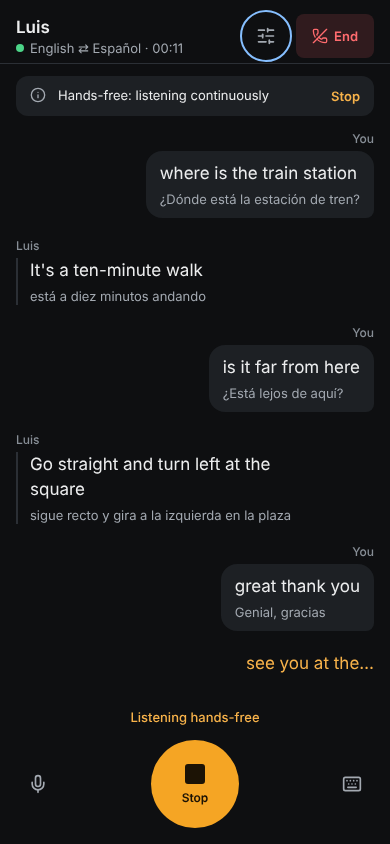 Luis
English ⇄ Español · 00:11
End
Hands-free: listening continuously
Stop
You
where is the train station
¿Dónde está la estación de tren?
Luis
It's a ten-minute walk
está a diez minutos andando
You
is it far from here
¿Está lejos de aquí?
Luis
Go straight and turn left at the
square
sigue recto y gira a la izquierda en la plaza
You
great thank you
Genial, gracias
see you at the...
Listening hands-free
Stop